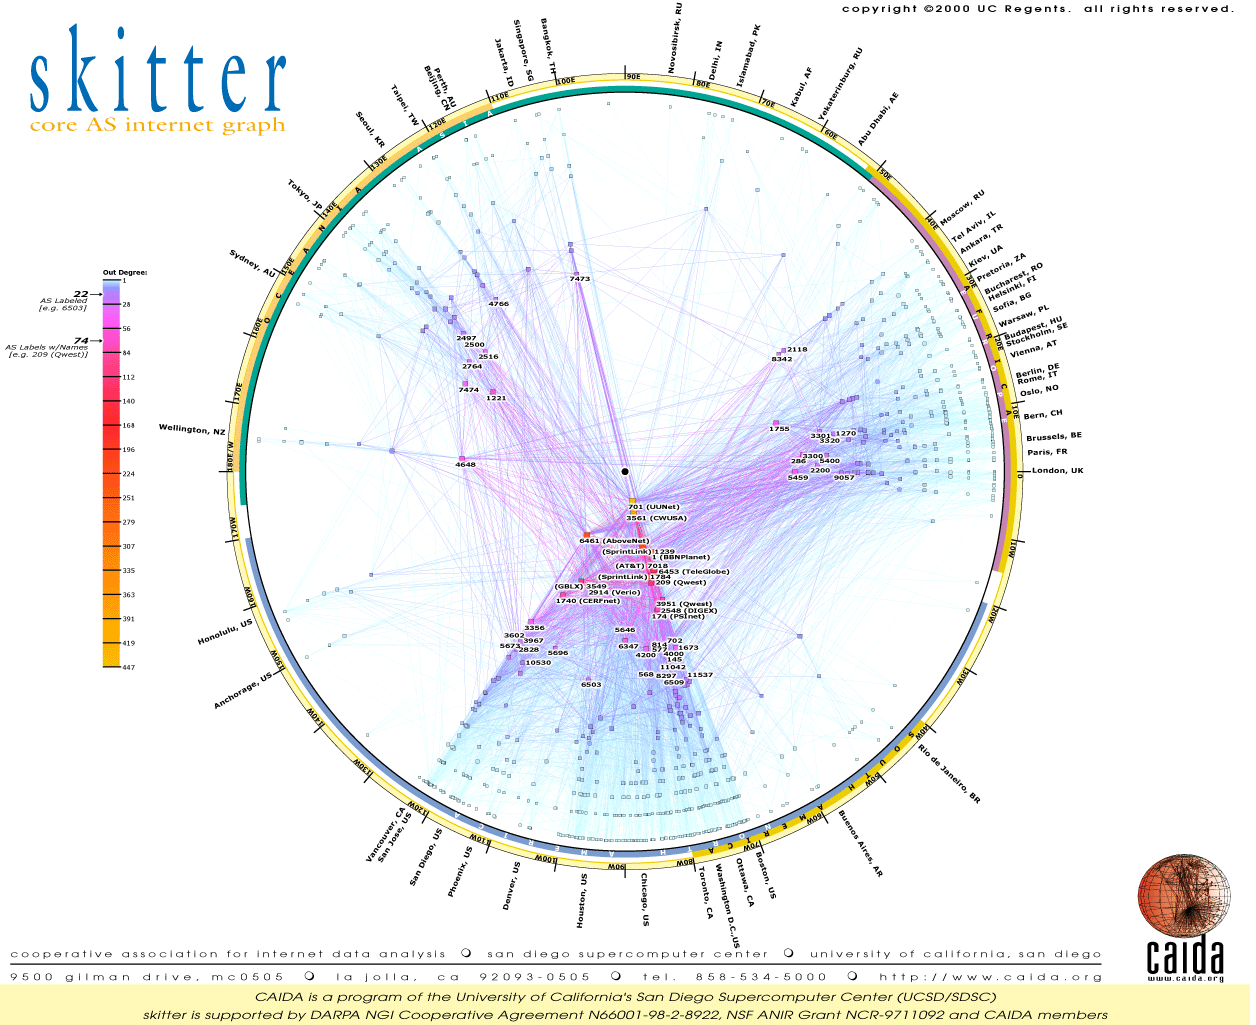 copyright ©2000 UC Regents. all rights reserved.
skitter
core AS internet graph
Jakarta, ID
Singapore, SG
Bangkok, TH
Novosibirsk, RU
Delhi, IN
Islamabad, PK
Kabul, AF
Yekaterinburg, RU
Abu Dhabi, AE
Perth, AU
Beijing, CN
Taipei, TW
Seoul, KR
Tokyo, JP
Sydney, AU
Wellington, NZ
Moscow, RU
Tel Aviv, IL
Ankara, TR
Kiev, UA
Pretoria, ZA
Bucharest, RO
Helsinki, FI
Sofia, BG
Warsaw, PL
Budapest, HU
Stockholm, SE
Vienna, AT
Berlin, DE
Rome, IT
Oslo, NO
Bern, CH
Brussels, BE
Paris, FR
London, UK
110E
100E
90E
80E
70E
60E
50E
40E
30E
20E
10E
0
10W
20W
30W
40W
50W
60W
70W
80W
90W
100W
110W
120W
130W
140W
150W
160W
170W
180E/W
170E
160E
150E
140E
130E
120E
ASIA
OCEANIA
AFRICA
SOUTH AMERICA
NORTH AMERICA
Out Degree:
1
28
56
84
112
140
168
196
224
251
279
307
335
363
391
419
447
22
AS Labeled
[e.g. 6503]
74
AS Labels w/Names
[e.g. 209 (Qwest)]
7473
4766
2497
2500
2516
2764
7474
1221
4648
2118
8342
1755
3301
1270
3320
3300
286
5400
2200
5459
9057
701 (UUNet)
3561 (CWUSA)
6461 (AboveNet)
(SprintLink) 1239
1 (BBNPlanet)
(AT&T) 7018
6453 (TeleGlobe)
(SprintLink) 1784
209 (Qwest)
(GBLX) 3549
2914 (Verio)
1740 (CERFnet)
3951 (Qwest)
2548 (DIGEX)
174 (PSInet)
3356
3602
3967
5673
2828
5696
10530
6503
5646
6347
814
577
702
1673
4200
4000
145
11042
568
8297
11537
6509
Honolulu, US
Anchorage, US
Vancouver, CA
San Jose, US
San Diego, US
Phoenix, US
Denver, US
Houston, US
Chicago, US
Toronto, CA
Washington D.C.,US
Ottawa, CA
Boston, US
Buenos Aires, AR
Rio de Janeiro, BR
caida
www.caida.org
cooperative association for internet data analysis san diego supercomputer center university of california, san diego
9500 gilman drive, mc0505 la jolla, ca 92093-0505 tel. 858-534-5000 http://www.caida.org
CAIDA is a program of the University of California's San Diego Supercomputer Center (UCSD/SDSC)
skitter is supported by DARPA NGI Cooperative Agreement N66001-98-2-8922, NSF ANIR Grant NCR-9711092 and CAIDA members